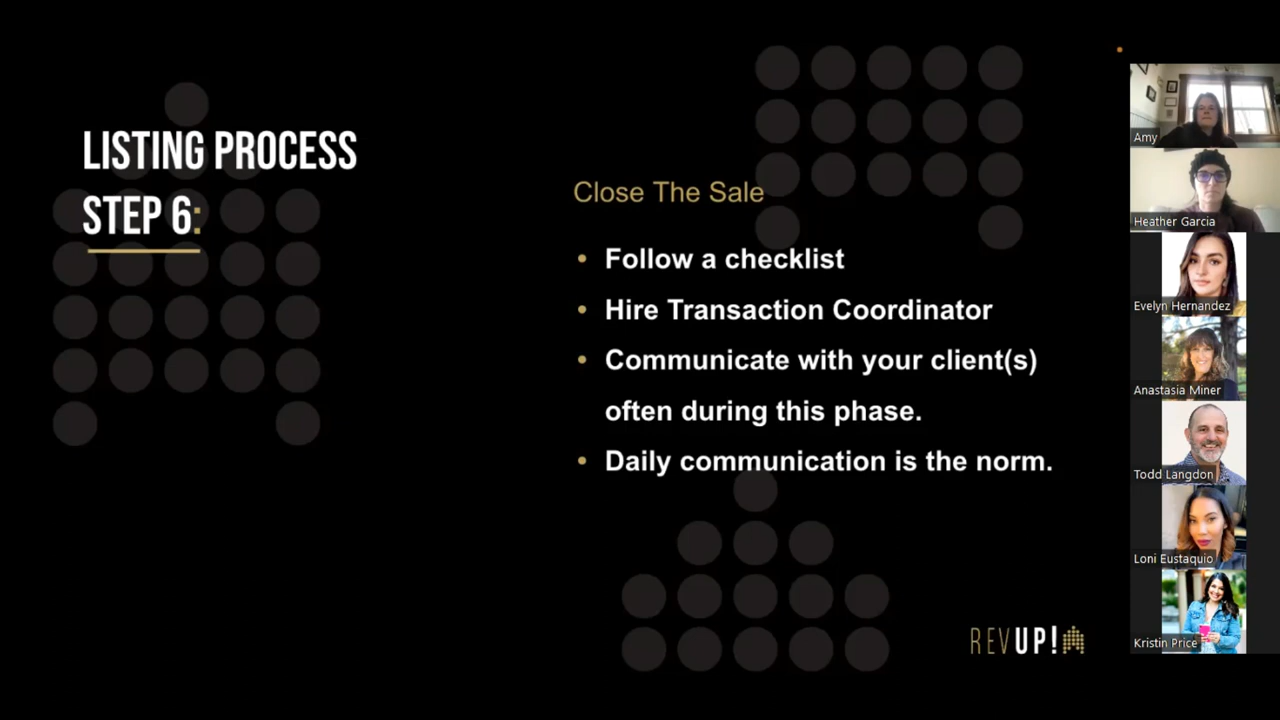 LISTING PROCESS
STEP 6:
Close The Sale
• Follow a checklist
• Hire Transaction Coordinator
• Communicate with your client(s)
often during this phase.
• Daily communication is the norm.
REVUP!
Amy
Heather Garcia
Evelyn Hernandez
Anastasia Miner
Todd Langdon
Loni Eustaquio
Kristin Price